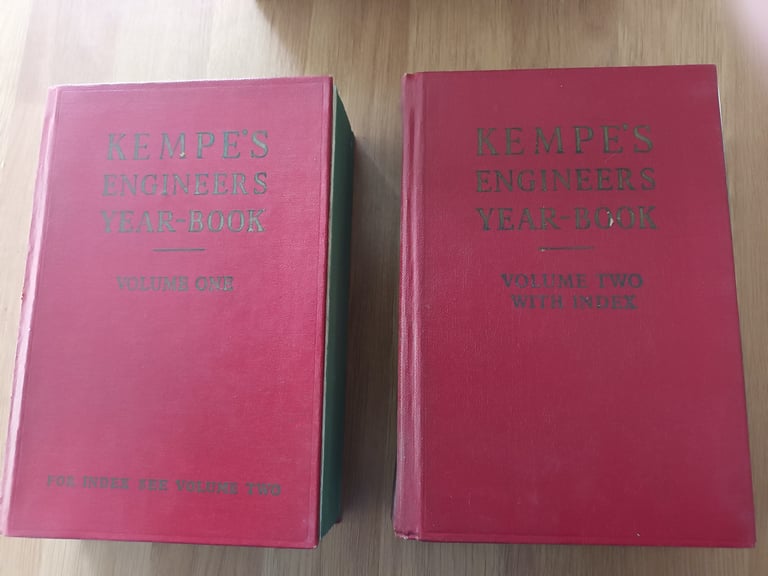 KEMPE'S
ENGINEERS
YEAR-BOOK
VOLUME ONE
FOR INDEX SEE VOLUME TWO
KEMPE'S
ENGINEERS
YEAR-BOOK
VOLUME TWO
WITH INDEX